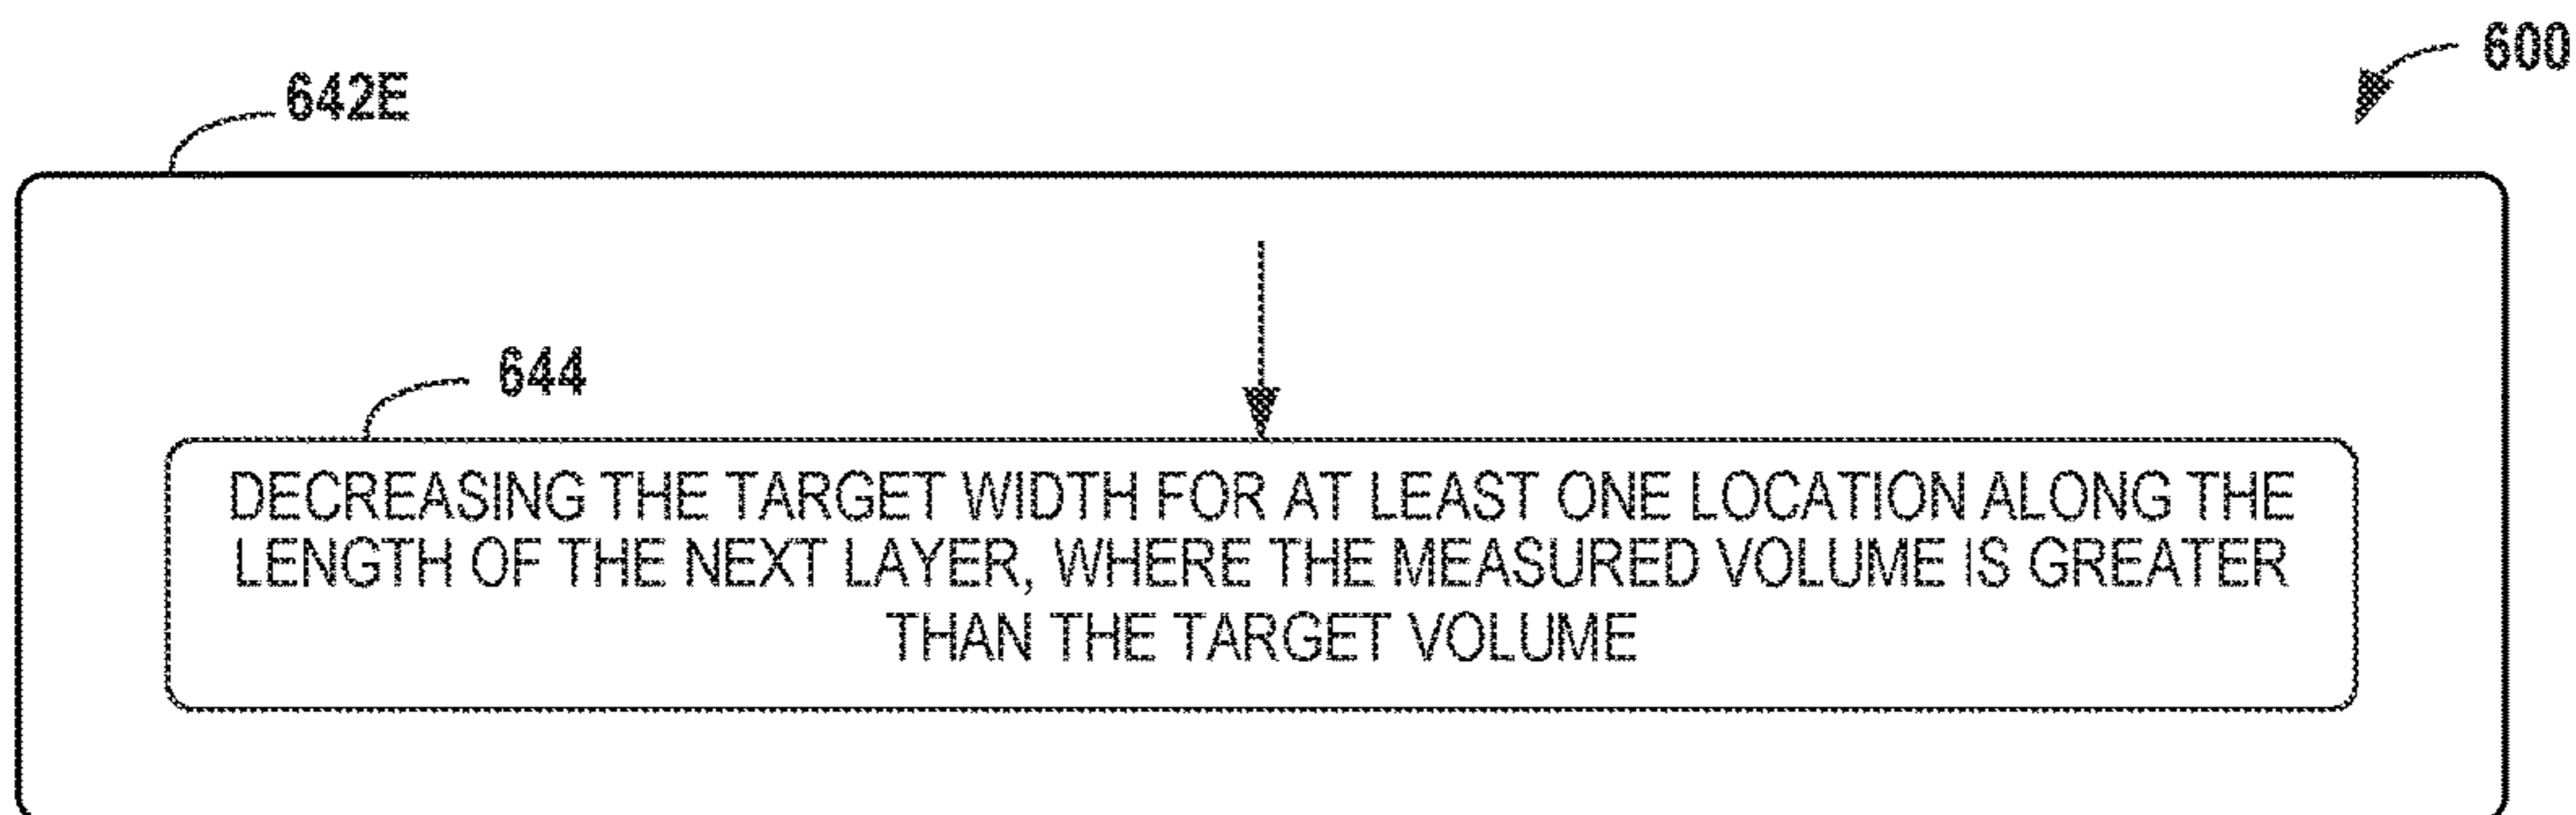 600
642E
644
DECREASING THE TARGET WIDTH FOR AT LEAST ONE LOCATION ALONG THE
LENGTH OF THE NEXT LAYER, WHERE THE MEASURED VOLUME IS GREATER
THAN THE TARGET VOLUME